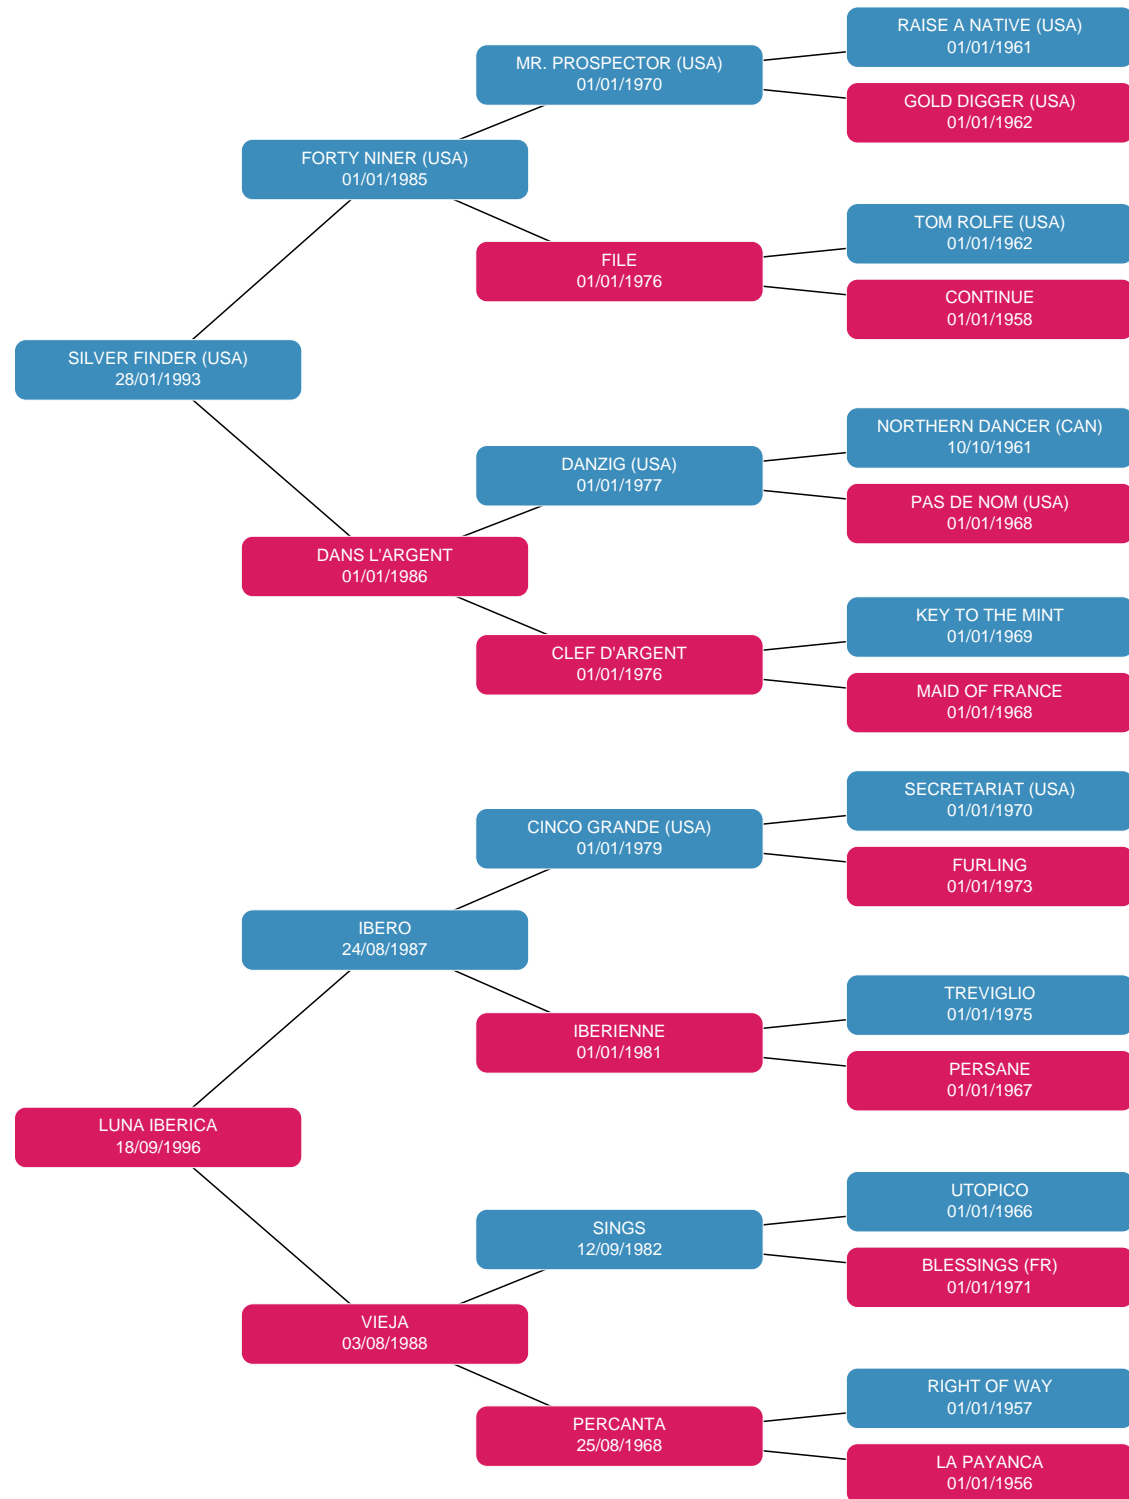 RAISE A NATIVE (USA)
01/01/1961
MR. PROSPECTOR (USA)
01/01/1970
GOLD DIGGER (USA)
01/01/1962
FORTY NINER (USA)
01/01/1985
TOM ROLFE (USA)
01/01/1962
FILE
01/01/1976
CONTINUE
01/01/1958
SILVER FINDER (USA)
28/01/1993
NORTHERN DANCER (CAN)
10/10/1961
DANZIG (USA)
01/01/1977
PAS DE NOM (USA)
01/01/1968
DANS L'ARGENT
01/01/1986
KEY TO THE MINT
01/01/1969
CLEF D'ARGENT
01/01/1976
MAID OF FRANCE
01/01/1968
SECRETARIAT (USA)
01/01/1970
CINCO GRANDE (USA)
01/01/1979
FURLING
01/01/1973
IBERO
24/08/1987
TREVIGLIO
01/01/1975
IBERIENNE
01/01/1981
PERSANE
01/01/1967
LUNA IBERICA
18/09/1996
UTOPICO
01/01/1966
SINGS
12/09/1982
BLESSINGS (FR)
01/01/1971
VIEJA
03/08/1988
RIGHT OF WAY
01/01/1957
PERCANTA
25/08/1968
LA PAYANCA
01/01/1956